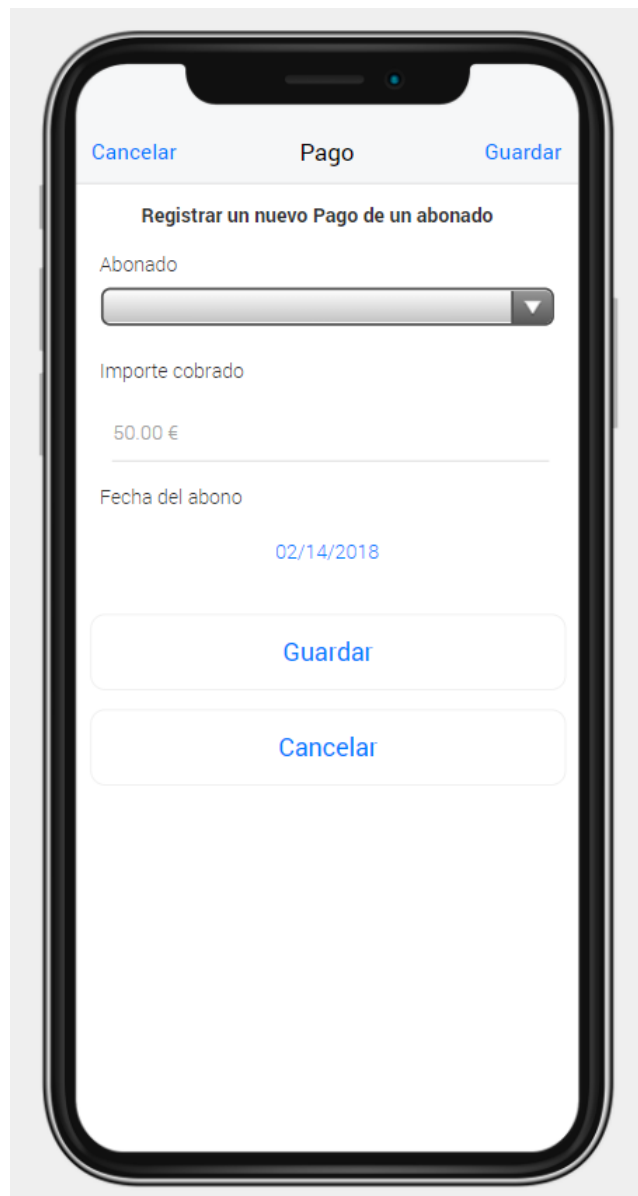 Cancelar Pago Guardar
Registrar un nuevo Pago de un abonado
Abonado
Importe cobrado
50.00 €
Fecha del abono
02/14/2018
Guardar
Cancelar